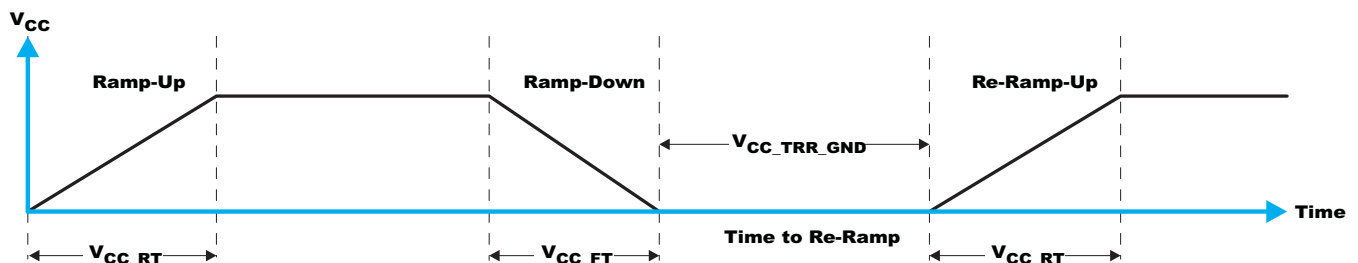 VCC
Ramp-Up
Ramp-Down
Re-Ramp-Up
VCC_TRR_GND
Time
Time to Re-Ramp
VCC_RT
VCC_FT
VCC_RT